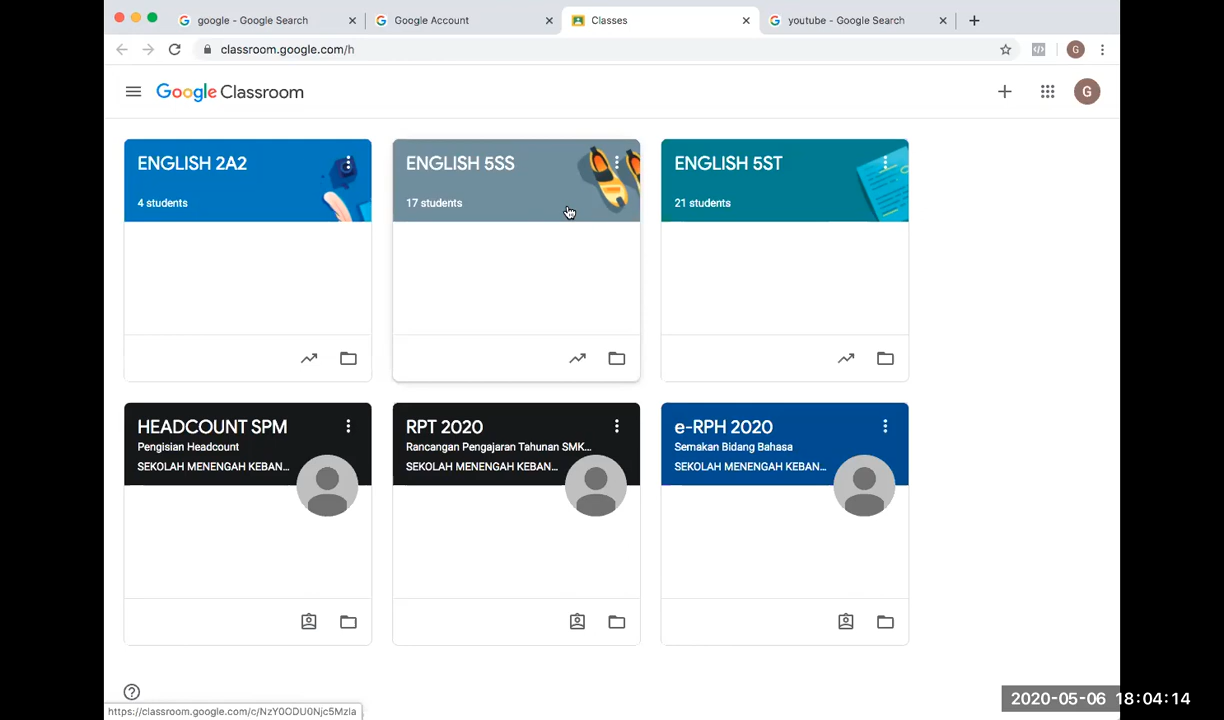 google - Google Search
Google Account
Classes
youtube - Google Search
classroom.google.com/h
G
Google Classroom
G
ENGLISH 2A2
4 students
ENGLISH 5SS
17 students
ENGLISH 5ST
21 students
HEADCOUNT SPM
Pengisian Headcount
SEKOLAH MENENGAH KEBAN...
RPT 2020
Rancangan Pengajaran Tahunan SMK...
SEKOLAH MENENGAH KEBAN...
e-RPH 2020
Semakan Bidang Bahasa
SEKOLAH MENENGAH KEBAN...
https://classroom.google.com/c/NzY0ODU0Njc5Mzla
2020-05-06 18:04:14